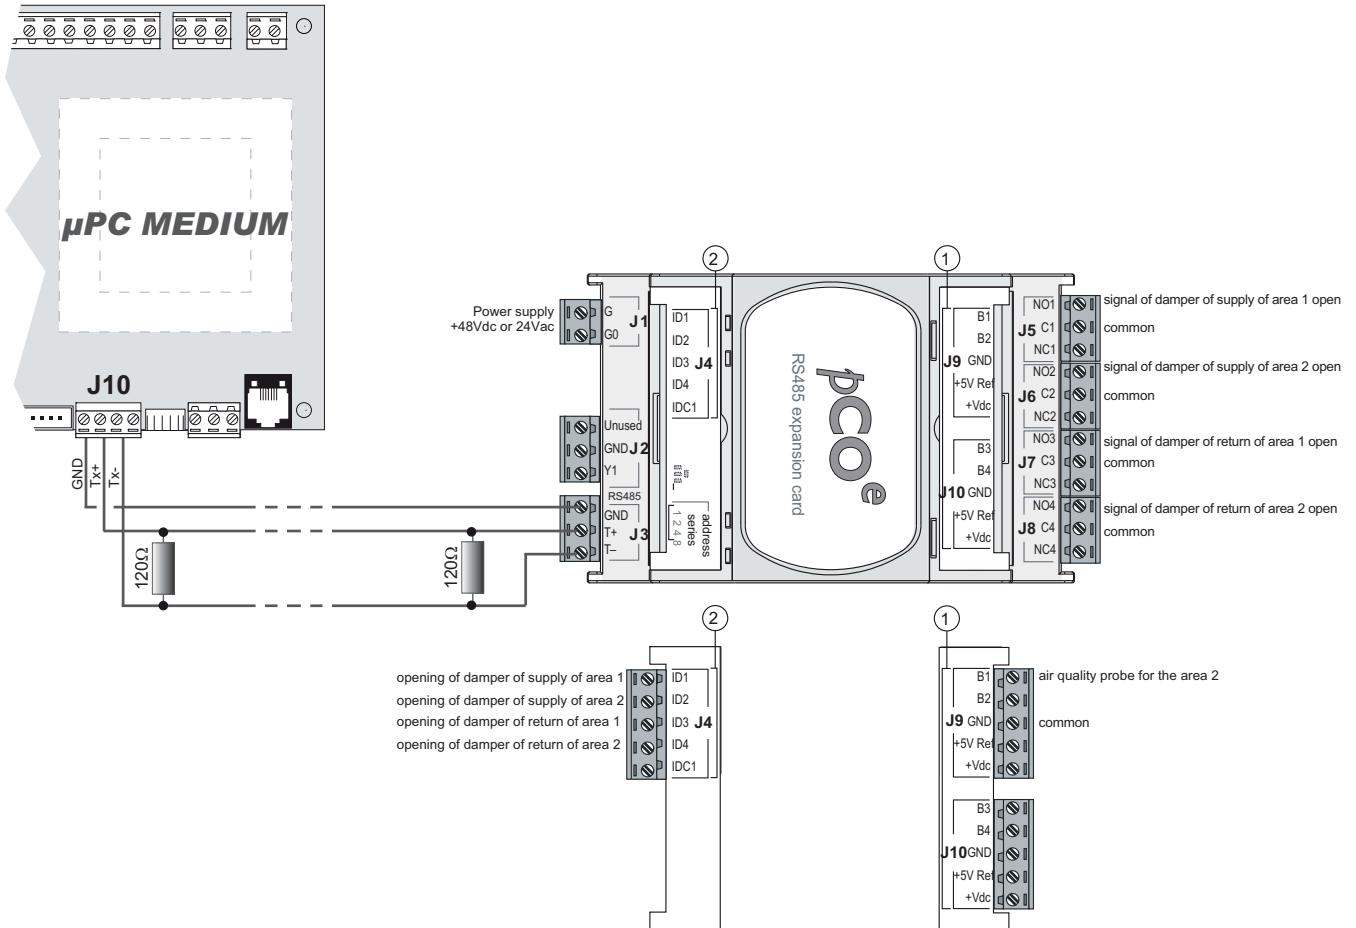 µPC MEDIUM
J10
GND
Tx+
Tx-
120Ω
120Ω
Power supply
+48Vdc or 24Vac
G
J1
G0
Unused
GND J2
Y1
RS485
GND
T+ J3
T–
2
ID1
ID2
ID3 J4
ID4
IDC1
address
series
1 2 4 8
pCOe
RS485 expansion card
1
B1
B2
J9 GND
+5V Ref
+Vdc
B3
B4
J10 GND
+5V Ref
+Vdc
NO1 signal of damper of supply of area 1 open
J5 C1 common
NC1
NO2 signal of damper of supply of area 2 open
J6 C2 common
NC2
NO3 signal of damper of return of area 1 open
J7 C3 common
NC3
NO4 signal of damper of return of area 2 open
J8 C4 common
NC4
2
opening of damper of supply of area 1 ID1
opening of damper of supply of area 2 ID2
opening of damper of return of area 1 ID3 J4
opening of damper of return of area 2 ID4
IDC1
1
B1 air quality probe for the area 2
B2
J9 GND common
+5V Ref
+Vdc
B3
B4
J10 GND
+5V Ref
+Vdc